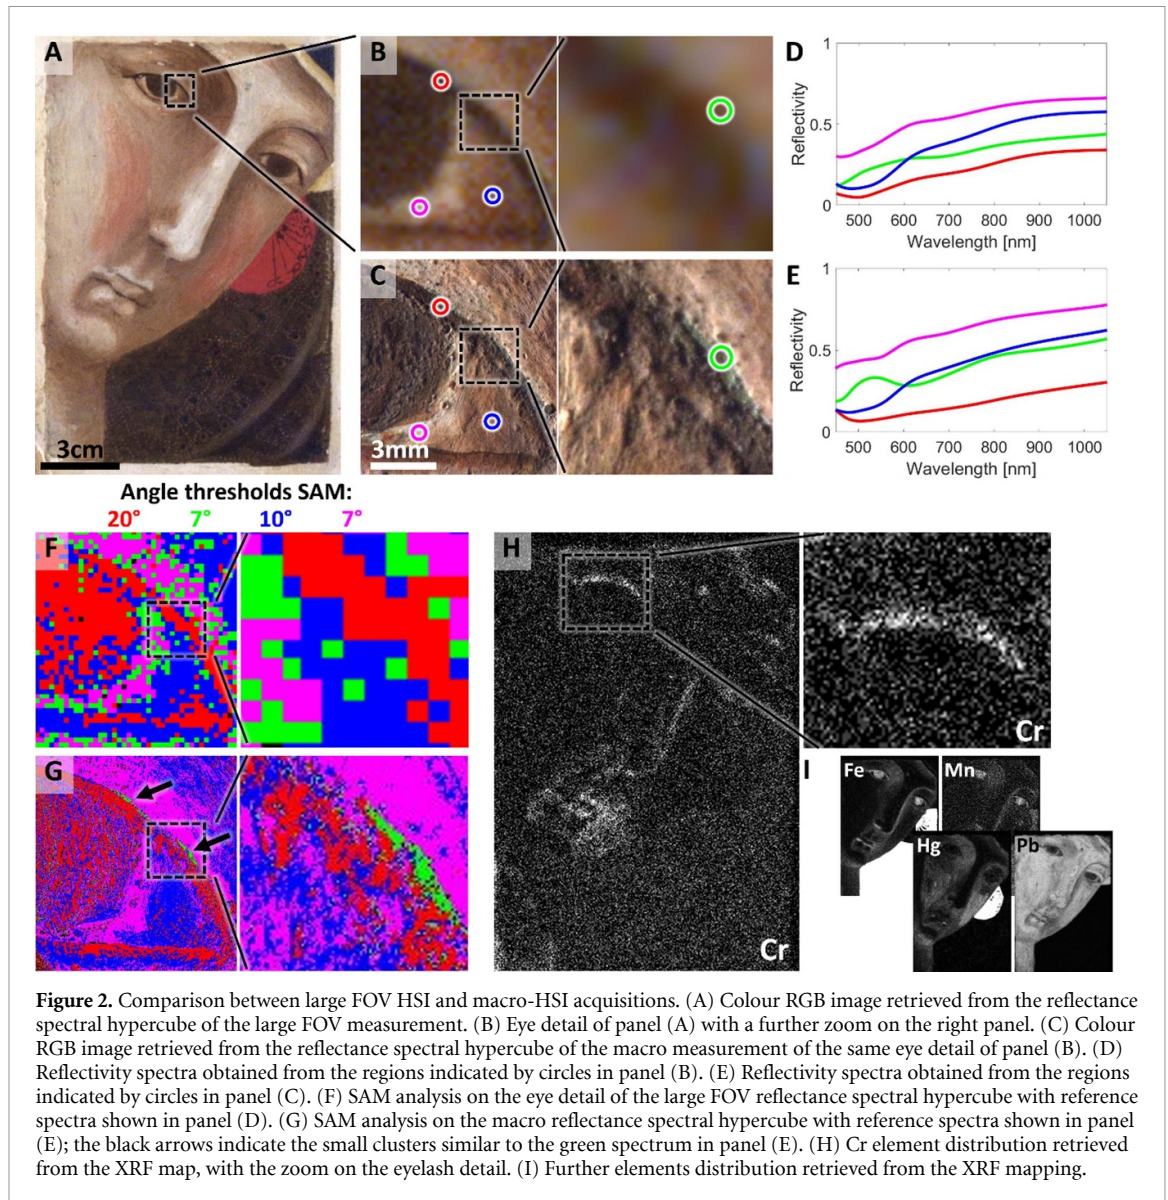 A
3cm
B
C
3mm
D
1
0.5
0
Reflectivity
500 600 700 800 900 1000
Wavelength [nm]
E
1
0.5
0
Reflectivity
500 600 700 800 900 1000
Wavelength [nm]
Angle thresholds SAM:
20° 7° 10° 7°
F
G
H
Cr
Cr
I
Fe
Mn
Hg
Pb
Figure 2. Comparison between large FOV HSI and macro-HSI acquisitions. (A) Colour RGB image retrieved from the reflectance
spectral hypercube of the large FOV measurement. (B) Eye detail of panel (A) with a further zoom on the right panel. (C) Colour
RGB image retrieved from the reflectance spectral hypercube of the macro measurement of the same eye detail of panel (B). (D)
Reflectivity spectra obtained from the regions indicated by circles in panel (B). (E) Reflectivity spectra obtained from the regions
indicated by circles in panel (C). (F) SAM analysis on the eye detail of the large FOV reflectance spectral hypercube with reference
spectra shown in panel (D). (G) SAM analysis on the macro reflectance spectral hypercube with reference spectra shown in panel
(E); the black arrows indicate the small clusters similar to the green spectrum in panel (E). (H) Cr element distribution retrieved
from the XRF map, with the zoom on the eyelash detail. (I) Further elements distribution retrieved from the XRF mapping.